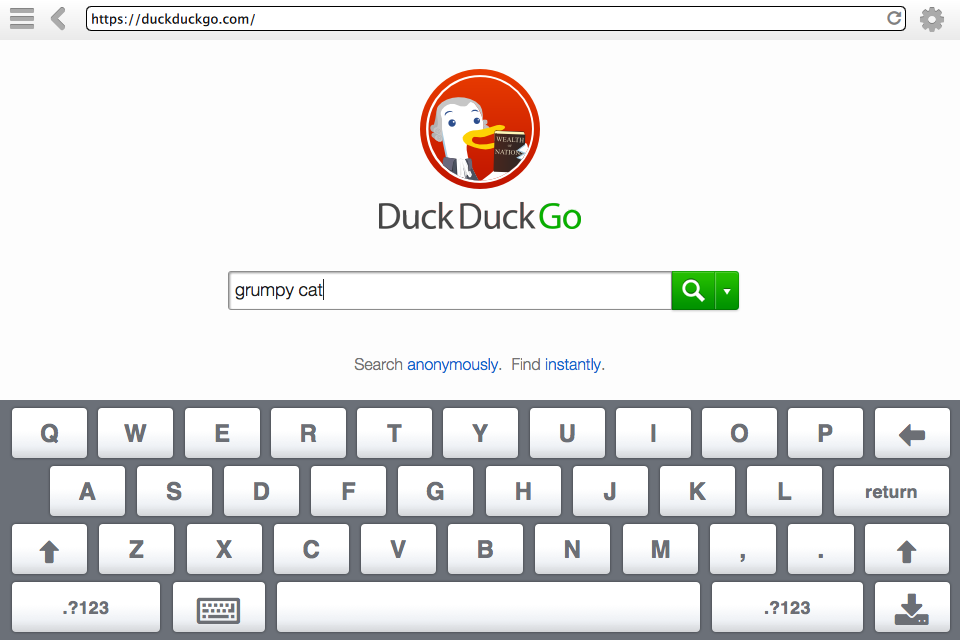 https://duckduckgo.com/
WEALTH
of
NATIONS
DuckDuckGo
grumpy cat
Search anonymously. Find instantly.
Q W E R T Y U I O P
A S D F G H J K L return
Z X C V B N M , .
.?123 .?123